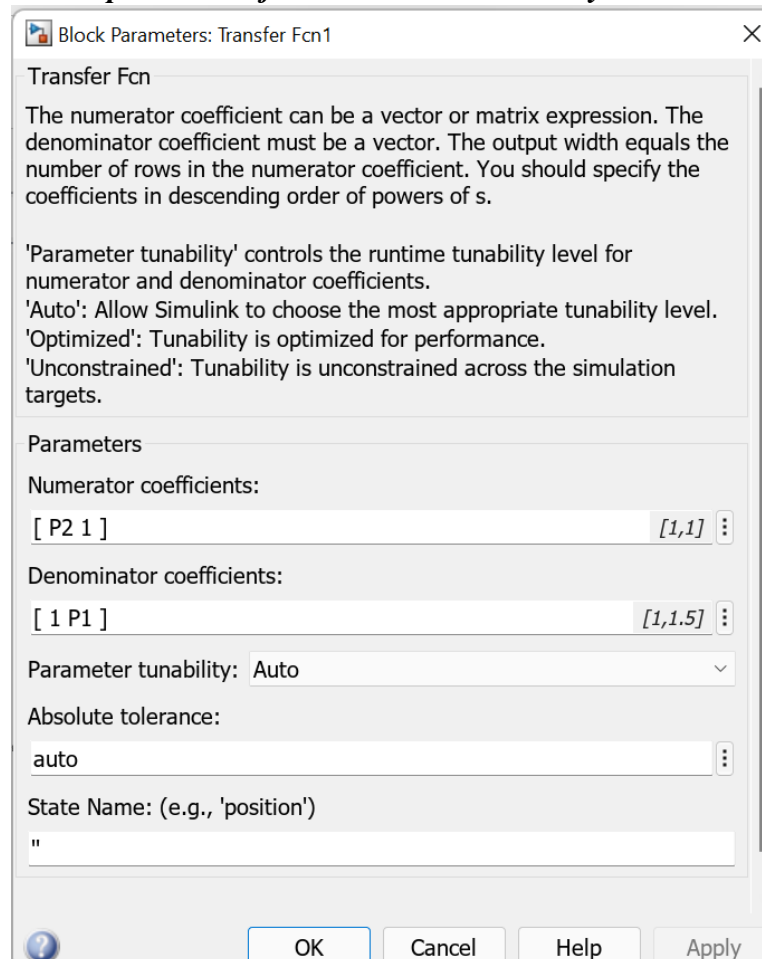 Block Parameters: Transfer Fcn1
Transfer Fcn
The numerator coefficient can be a vector or matrix expression. The
denominator coefficient must be a vector. The output width equals the
number of rows in the numerator coefficient. You should specify the
coefficients in descending order of powers of s.
'Parameter tunability' controls the runtime tunability level for
numerator and denominator coefficients.
'Auto': Allow Simulink to choose the most appropriate tunability level.
'Optimized': Tunability is optimized for performance.
'Unconstrained': Tunability is unconstrained across the simulation
targets.
Parameters
Numerator coefficients:
[ P2 1 ] [1,1]
Denominator coefficients:
[ 1 P1 ] [1,1.5]
Parameter tunability: Auto
Absolute tolerance:
auto
State Name: (e.g., 'position')
''
OK Cancel Help Apply